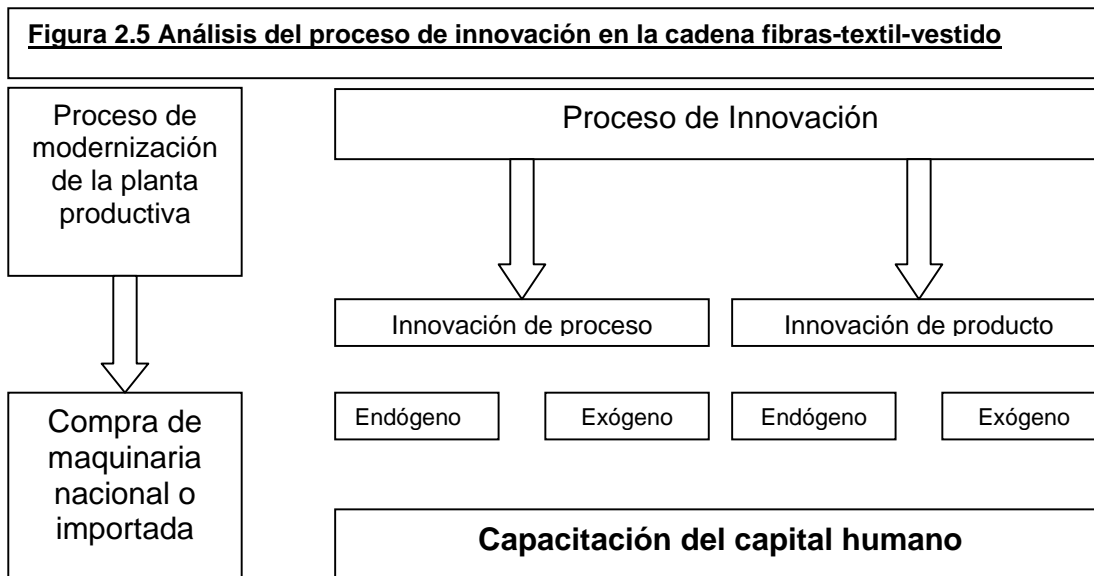 Figura 2.5 Análisis del proceso de innovación en la cadena fibras-textil-vestido
Proceso de
modernización
de la planta
productiva
Proceso de Innovación
Innovación de proceso
Innovación de producto
Compra de
maquinaria
nacional o
importada
Endógeno
Exógeno
Endógeno
Exógeno
Capacitación del capital humano